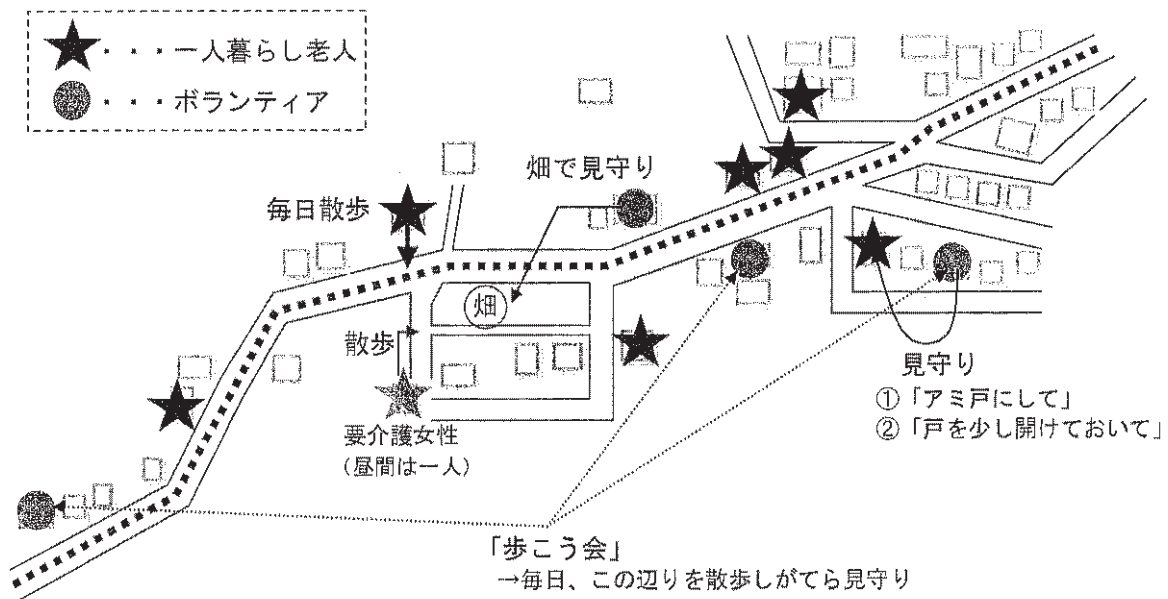 ・・・一人暮らし老人
・・・ボランティア
畑で見守り
毎日散歩
畑
散歩
要介護女性
(昼間は一人)
見守り
①「アミ戸にして」
②「戸を少し開けておいて」
「歩こう会」
→毎日、この辺りを散歩しがてら見守り